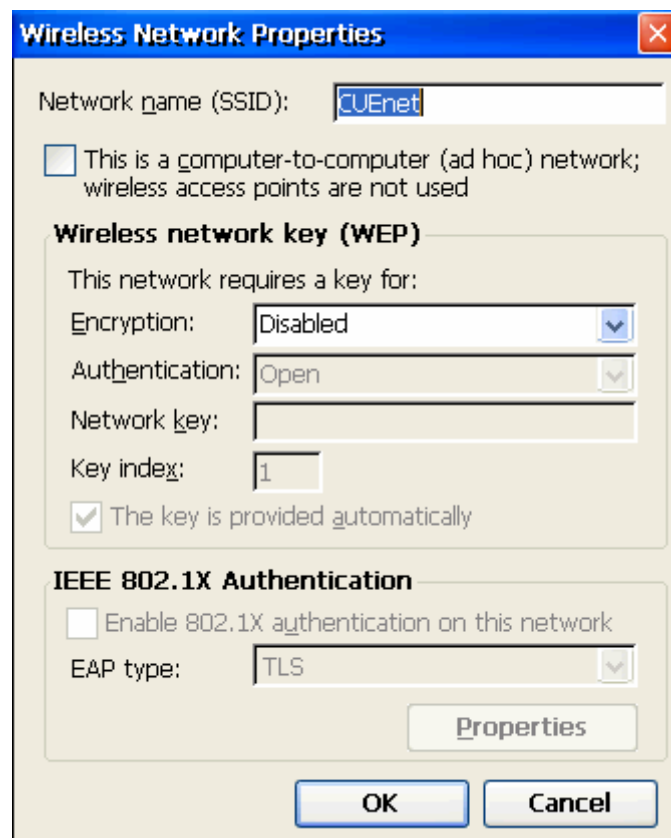 Wireless Network Properties
Network name (SSID): CUEnet
This is a computer-to-computer (ad hoc) network;
wireless access points are not used
Wireless network key (WEP)
This network requires a key for:
Encryption: Disabled
Authentication: Open
Network key:
Key index: 1
The key is provided automatically
IEEE 802.1X Authentication
Enable 802.1X authentication on this network
EAP type: TLS
Properties
OK Cancel